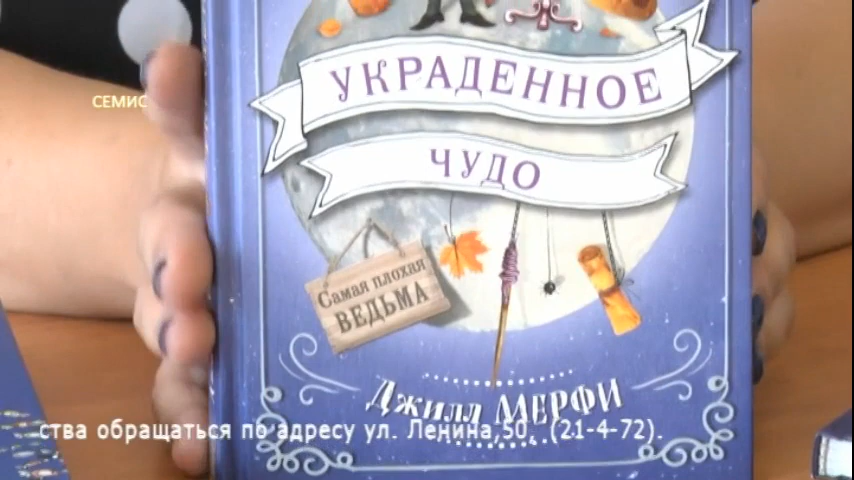 УКРАДЕННОЕ
СЕМИС
ЧУДО
Самая плохая
ВЕДЬМА
Джилл МЕРФИ
ства обращаться по адресу ул. Ленина,50, (21-4-72).